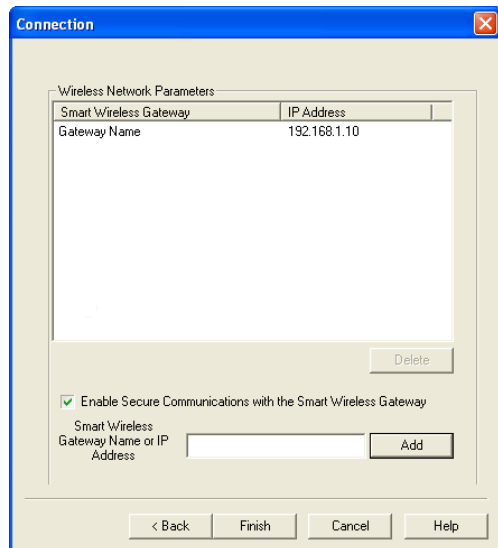 Connection
Wireless Network Parameters
Smart Wireless Gateway IP Address
Gateway Name 192.168.1.10
Delete
Enable Secure Communications with the Smart Wireless Gateway
Smart Wireless
Gateway Name or IP
Address
Add
< Back Finish Cancel Help